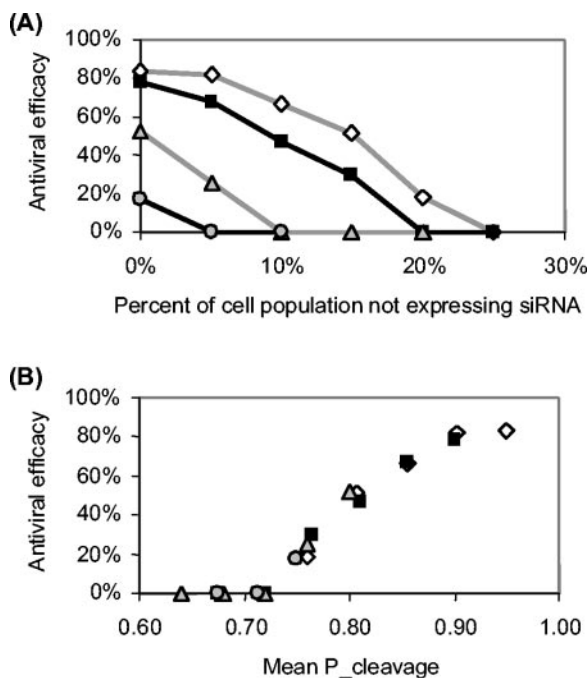 (A)
100%
80%
60%
40%
20%
0%
Antiviral efficacy
0% 10% 20% 30%
Percent of cell population not expressing siRNA
(B)
100%
80%
60%
40%
20%
0%
Antiviral efficacy
0.60 0.70 0.80 0.90 1.00
Mean P_cleavage